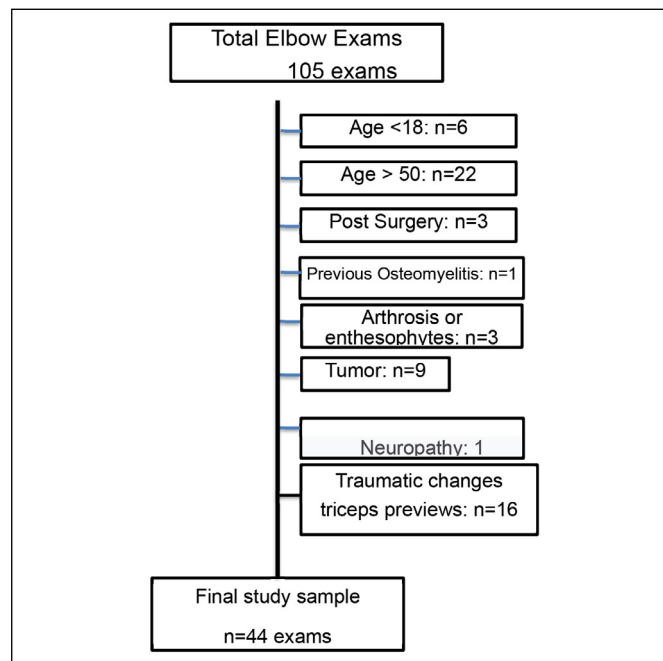 Total Elbow Exams
105 exams
Age <18: n=6
Age > 50: n=22
Post Surgery: n=3
Previous Osteomyelitis: n=1
Arthrosis or
enthesophytes: n=3
Tumor: n=9
Neuropathy: 1
Traumatic changes
triceps previews: n=16
Final study sample
n=44 exams